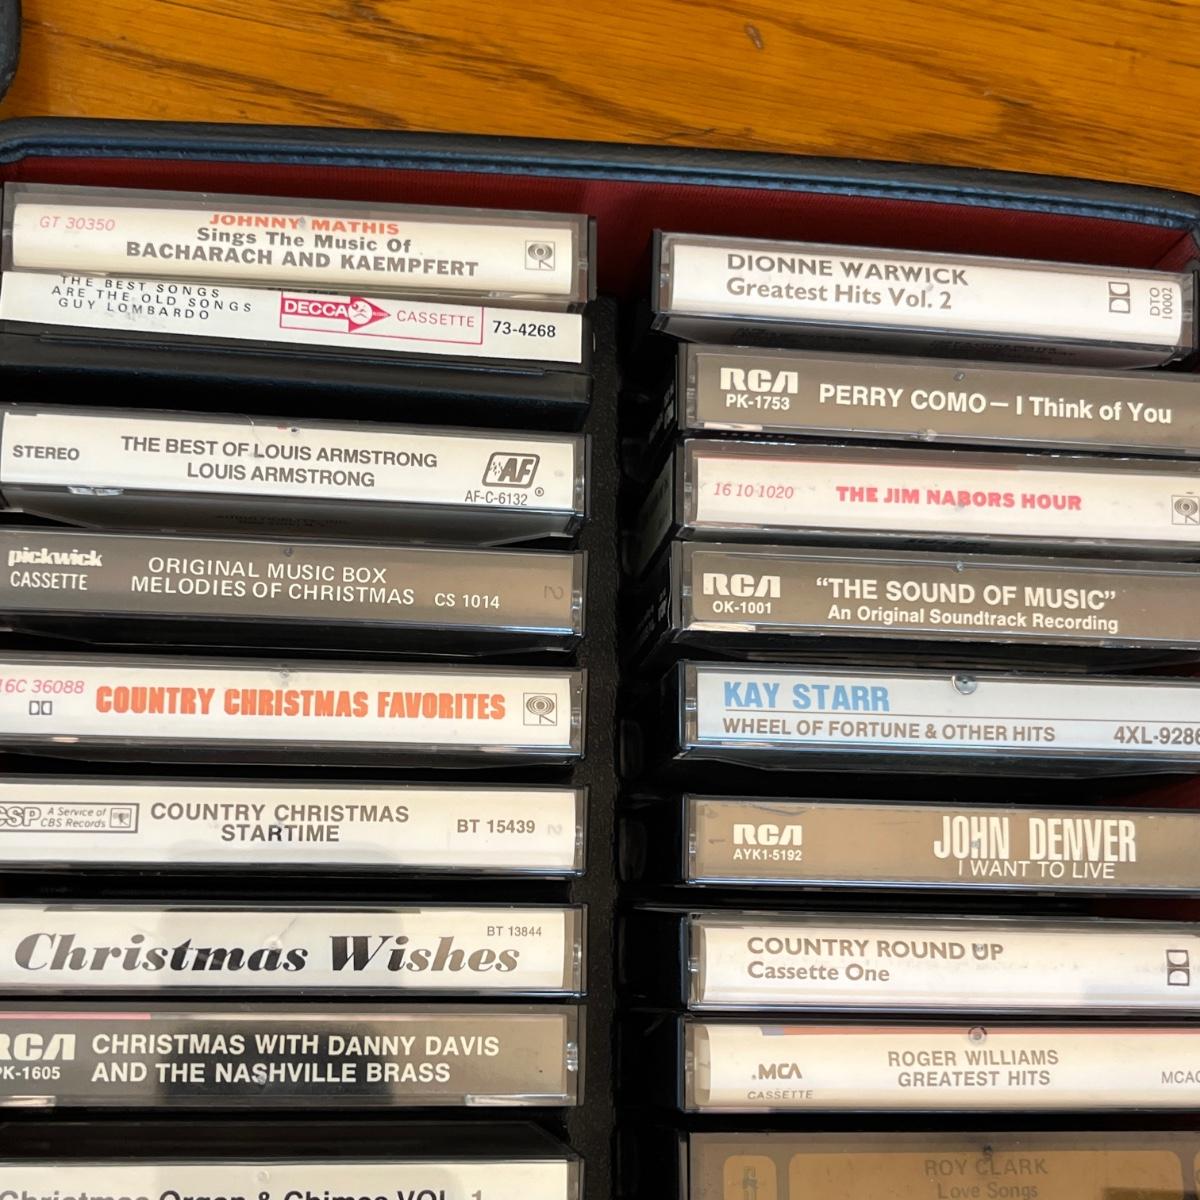 GT 30350
JOHNNY MATHIS
Sings The Music Of
BACHARACH AND KAEMPFERT
THE BEST SONGS
ARE THE OLD SONGS
GUY LOMBARDO
DECCA CASSETTE 73-4268
STEREO
THE BEST OF LOUIS ARMSTRONG
LOUIS ARMSTRONG
AF
AF-C-6132 ®
pickwick
CASSETTE
ORIGINAL MUSIC BOX
MELODIES OF CHRISTMAS CS 1014
16C 36088
COUNTRY CHRISTMAS FAVORITES
CSP A Service of
CBS Records
COUNTRY CHRISTMAS
STARTIME
BT 15439
Christmas Wishes
BT 13844
RCA
PK-1605
CHRISTMAS WITH DANNY DAVIS
AND THE NASHVILLE BRASS
Christmas Organ & Chimes VOL. 1
DIONNE WARWICK
Greatest Hits Vol. 2
DTO
10002
RCA
PK-1753
PERRY COMO — I Think of You
16 10 1020
THE JIM NABORS HOUR
RCA
OK-1001
"THE SOUND OF MUSIC"
An Original Soundtrack Recording
KAY STARR
WHEEL OF FORTUNE & OTHER HITS
4XL-9286
RCA
AYK1-5192
JOHN DENVER
I WANT TO LIVE
COUNTRY ROUND UP
Cassette One
MCA
CASSETTE
ROGER WILLIAMS
GREATEST HITS
MCAC
ROY CLARK
Love Songs